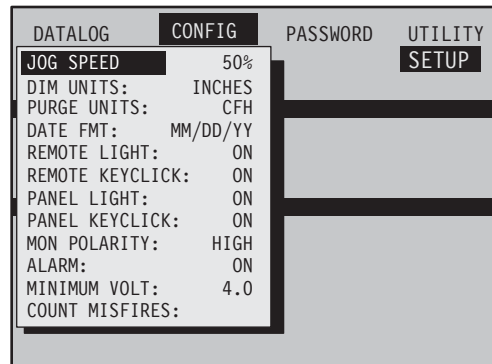 DATALOG CONFIG PASSWORD UTILITY
SETUP
JOG SPEED 50%
DIM UNITS: INCHES
PURGE UNITS: CFH
DATE FMT: MM/DD/YY
REMOTE LIGHT: ON
REMOTE KEYCLICK: ON
PANEL LIGHT: ON
PANEL KEYCLICK: ON
MON POLARITY: HIGH
ALARM: ON
MINIMUM VOLT: 4.0
COUNT MISFIRES: